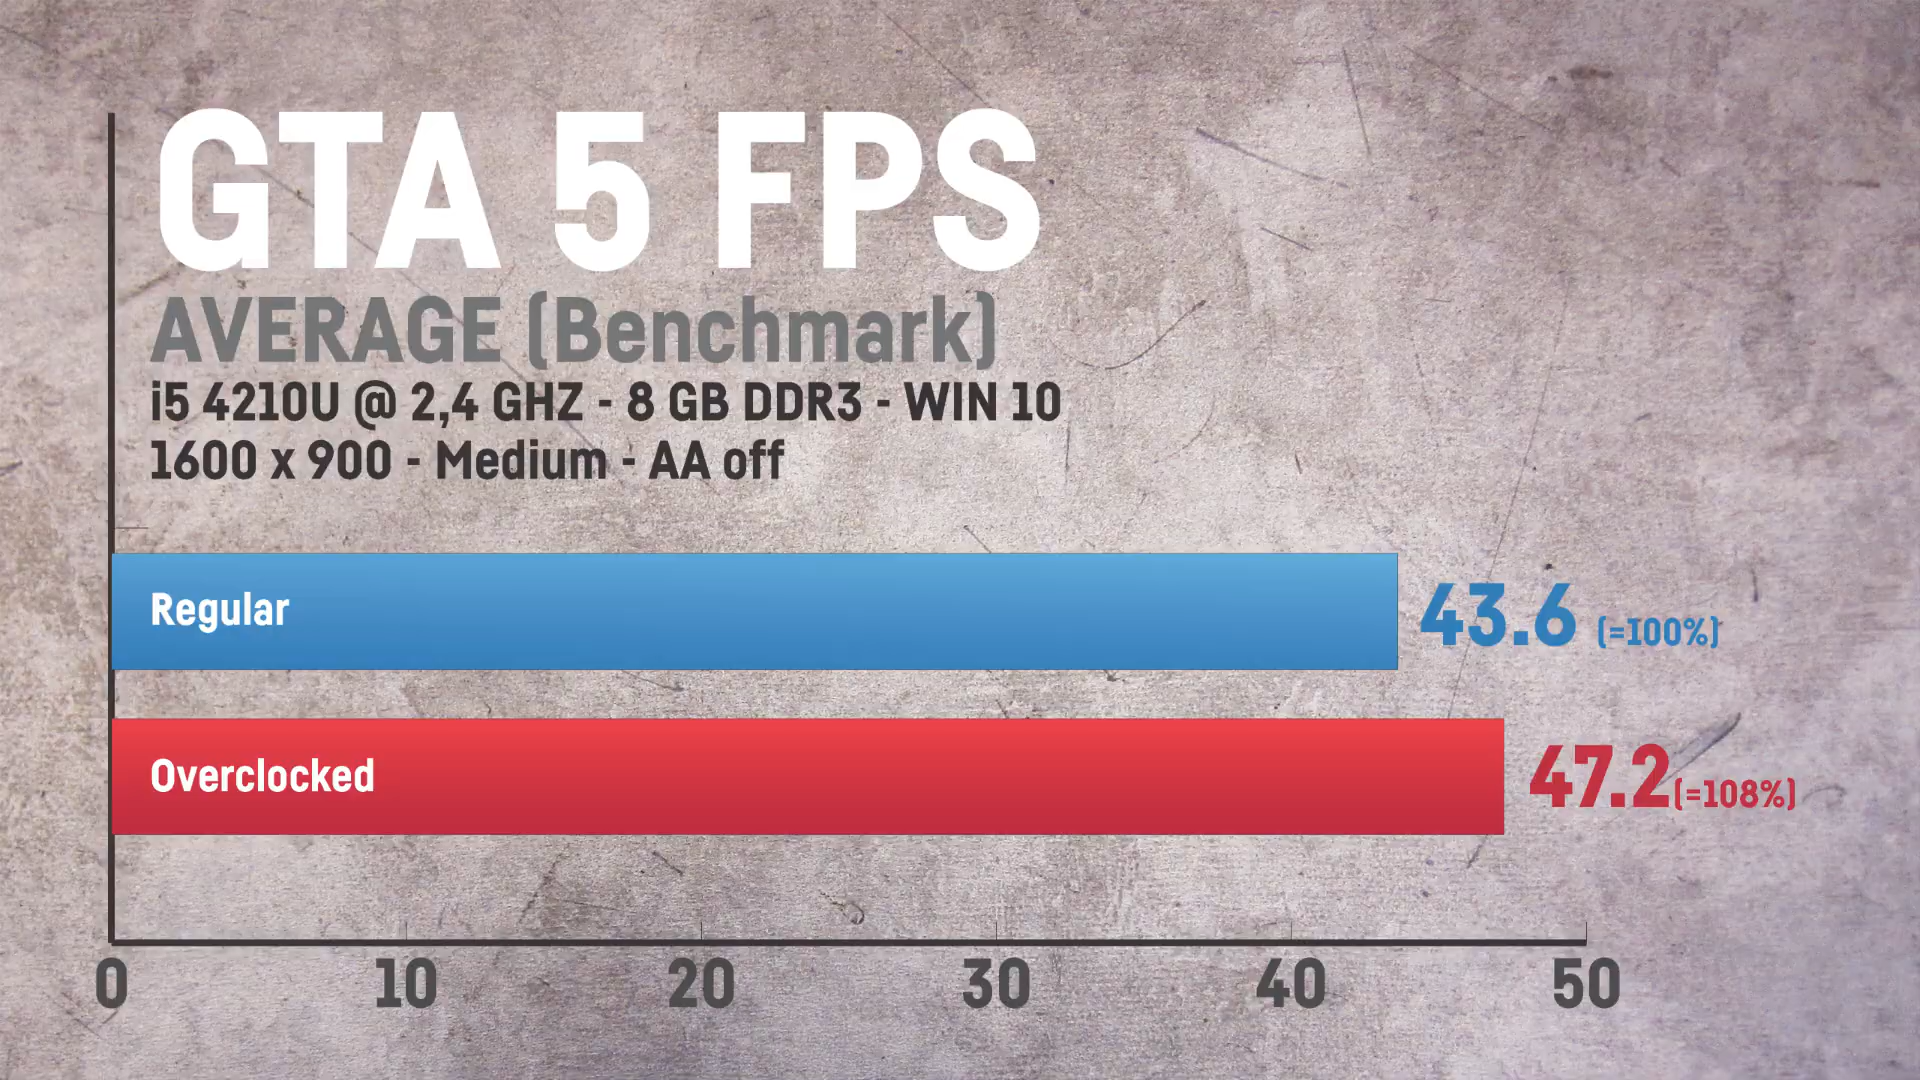 GTA 5 FPS
AVERAGE (Benchmark)
i5 4210U @ 2,4 GHZ - 8 GB DDR3 - WIN 10
1600 x 900 - Medium - AA off
Regular
43.6 (=100%)
Overclocked
47.2 (=108%)
0 10 20 30 40 50